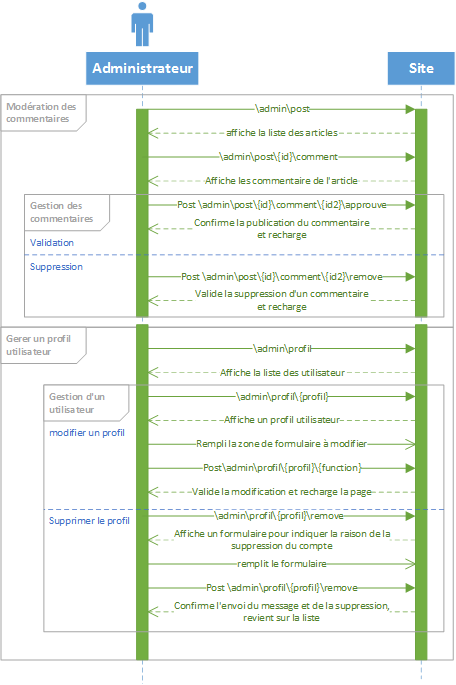 Administrateur
Site
Modération des
commentaires
\admin\post
affiche la liste des articles
\admin\post\{id}\comment
Affiche les commentaire de l'article
Gestion des
commentaires
Post \admin\post\{id}\comment\{id2}\approuve
Confirme la publication du commentaire
et recharge
Validation
Suppression
Post \admin\post\{id}\comment\{id2}\remove
Valide la suppression d'un commentaire
et recharge
Gerer un profil
utilisateur
\admin\profil
Affiche la liste des utilisateur
Gestion d'un
utilisateur
\admin\profil\{profil}
Affiche un profil utilisateur
modifier un profil
Rempli la zone de formulaire à modifier
Post\admin\profil\{profil}\{function}
Valide la modification et recharge la page
Supprimer le profil
\admin\profil\{profil}\remove
Affiche un formulaire pour indiquer la raison de la
suppression du compte
remplit le formulaire
Post \admin\profil\{profil}\remove
Confirme l'envoi du message et de la suppression,
revient sur la liste